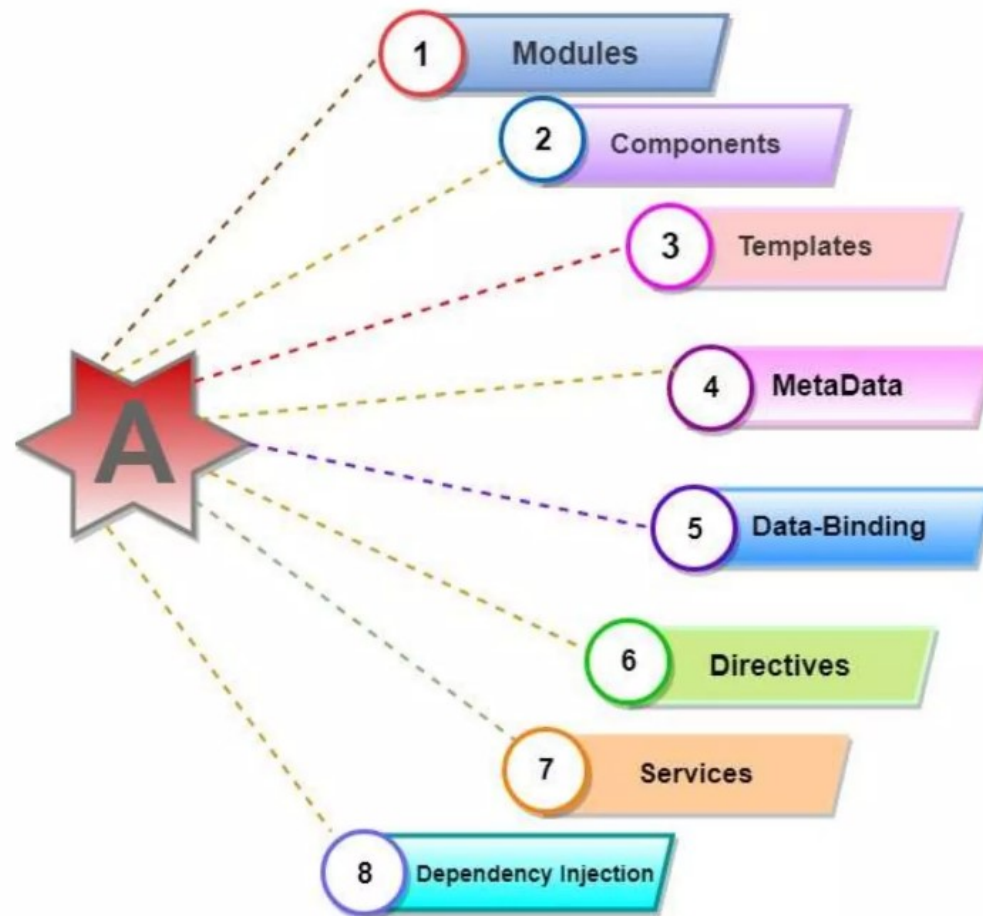 1 Modules
2 Components
3 Templates
4 MetaData
A
5 Data-Binding
6 Directives
7 Services
8 Dependency Injection